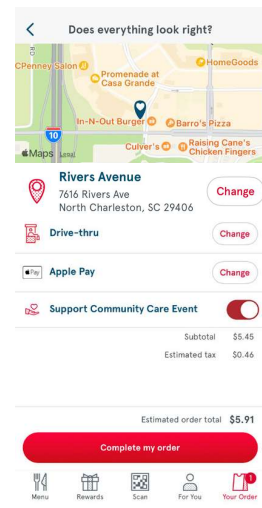 Does everything look right?
CPenney Salon
HomeGoods
Promenade at
Casa Grande
In-N-Out Burger
Barro's Pizza
10
Maps Legal
Culver's
Raising Cane's
Chicken Fingers
Rivers Avenue
7616 Rivers Ave
North Charleston, SC 29406
Change
Drive-thru
Change
Pay
Apple Pay
Change
Support Community Care Event
Subtotal $5.45
Estimated tax $0.46
Estimated order total $5.91
Complete my order
1
Menu Rewards Scan For You Your Order